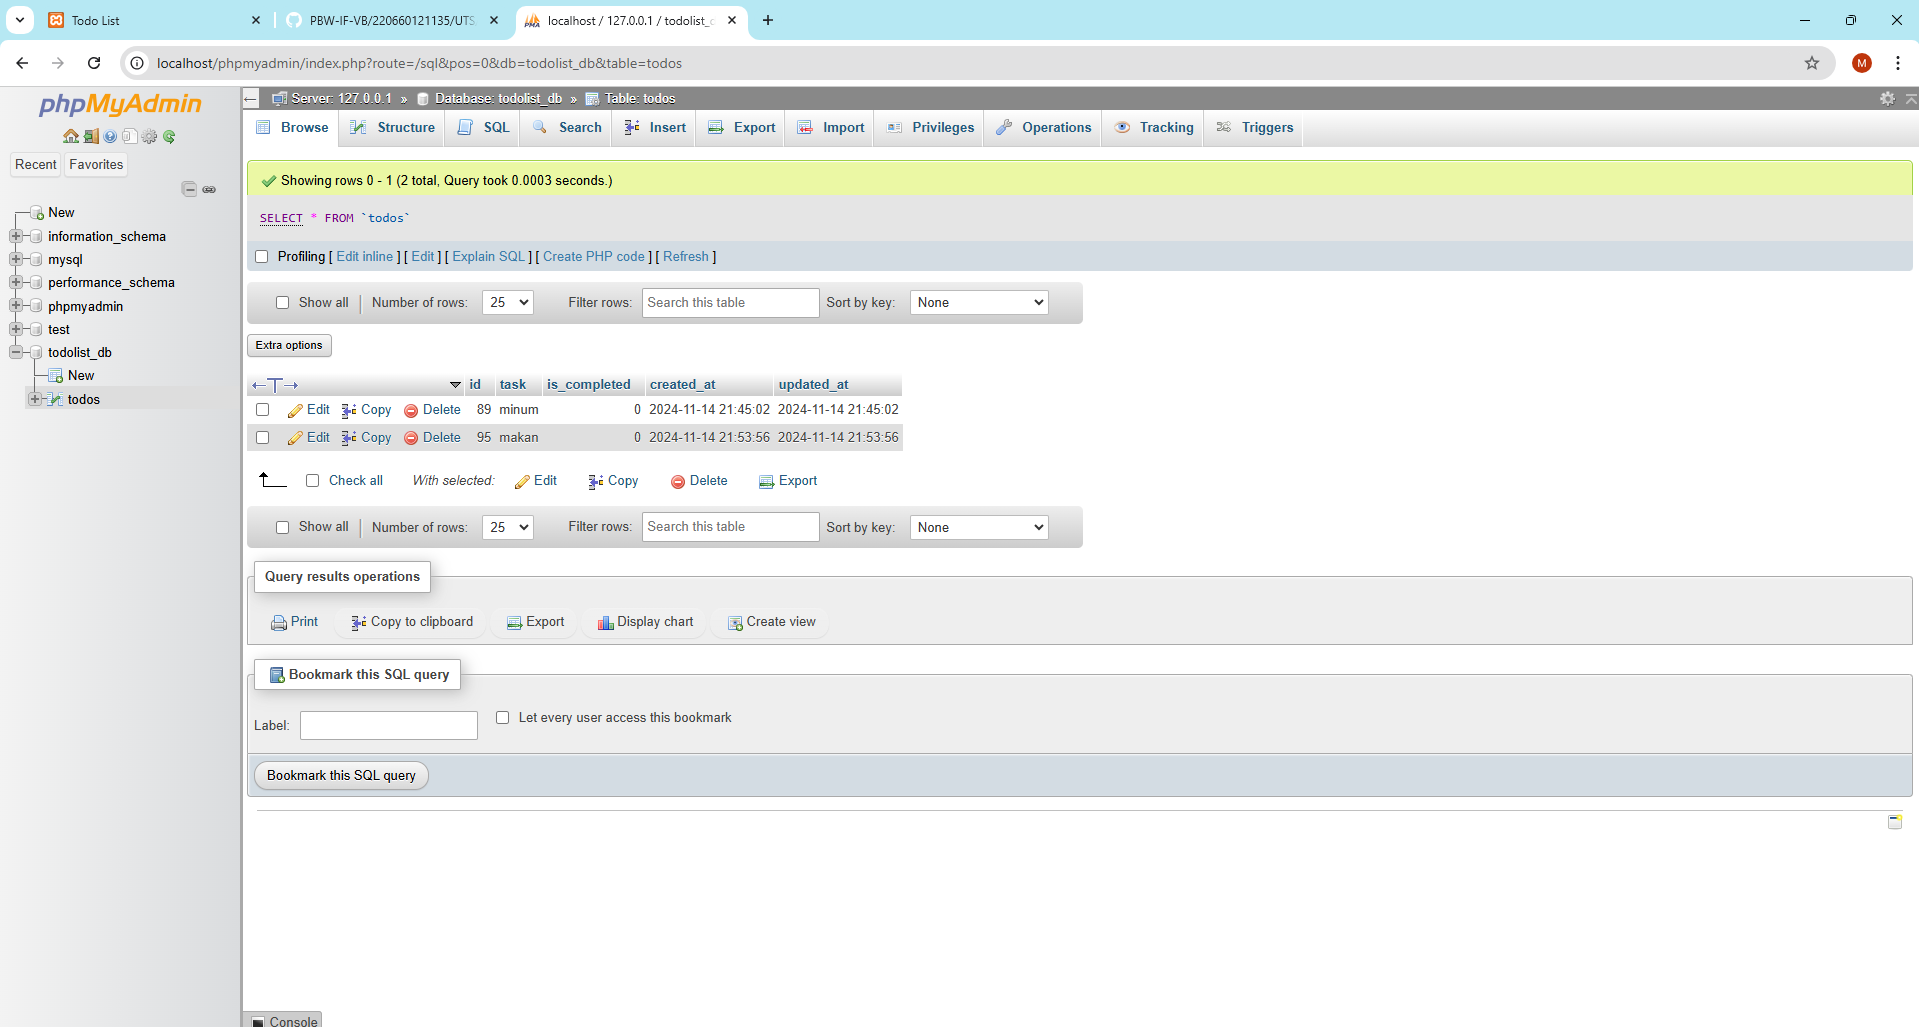 Todo List
PBW-IF-VB/220660121135/UTS
localhost / 127.0.0.1 / todolist_d
localhost/phpmyadmin/index.php?route=/sql&pos=0&db=todolist_db&table=todos
M
phpMyAdmin
Recent Favorites
New
information_schema
mysql
performance_schema
phpmyadmin
test
todolist_db
New
todos
Server: 127.0.0.1 » Database: todolist_db » Table: todos
Browse Structure SQL Search Insert Export Import Privileges Operations Tracking Triggers
Showing rows 0 - 1 (2 total, Query took 0.0003 seconds.)
SELECT * FROM `todos`
Profiling [ Edit inline ] [ Edit ] [ Explain SQL ] [ Create PHP code ] [ Refresh ]
Show all Number of rows: 25 Filter rows: Search this table Sort by key: None
Extra options
id task is_completed created_at updated_at
Edit Copy Delete 89 minum 0 2024-11-14 21:45:02 2024-11-14 21:45:02
Edit Copy Delete 95 makan 0 2024-11-14 21:53:56 2024-11-14 21:53:56
Check all With selected: Edit Copy Delete Export
Show all Number of rows: 25 Filter rows: Search this table Sort by key: None
Query results operations
Print Copy to clipboard Export Display chart Create view
Bookmark this SQL query
Label: Let every user access this bookmark
Bookmark this SQL query
Console